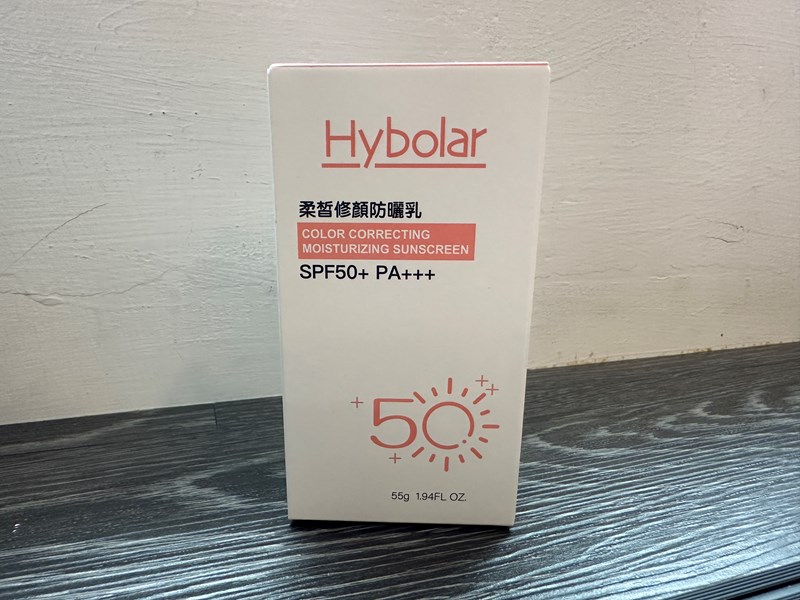 Hybolar
柔皙修顏防曬乳
COLOR CORRECTING
MOISTURIZING SUNSCREEN
SPF50+ PA+++
50
55g 1.94FL OZ.